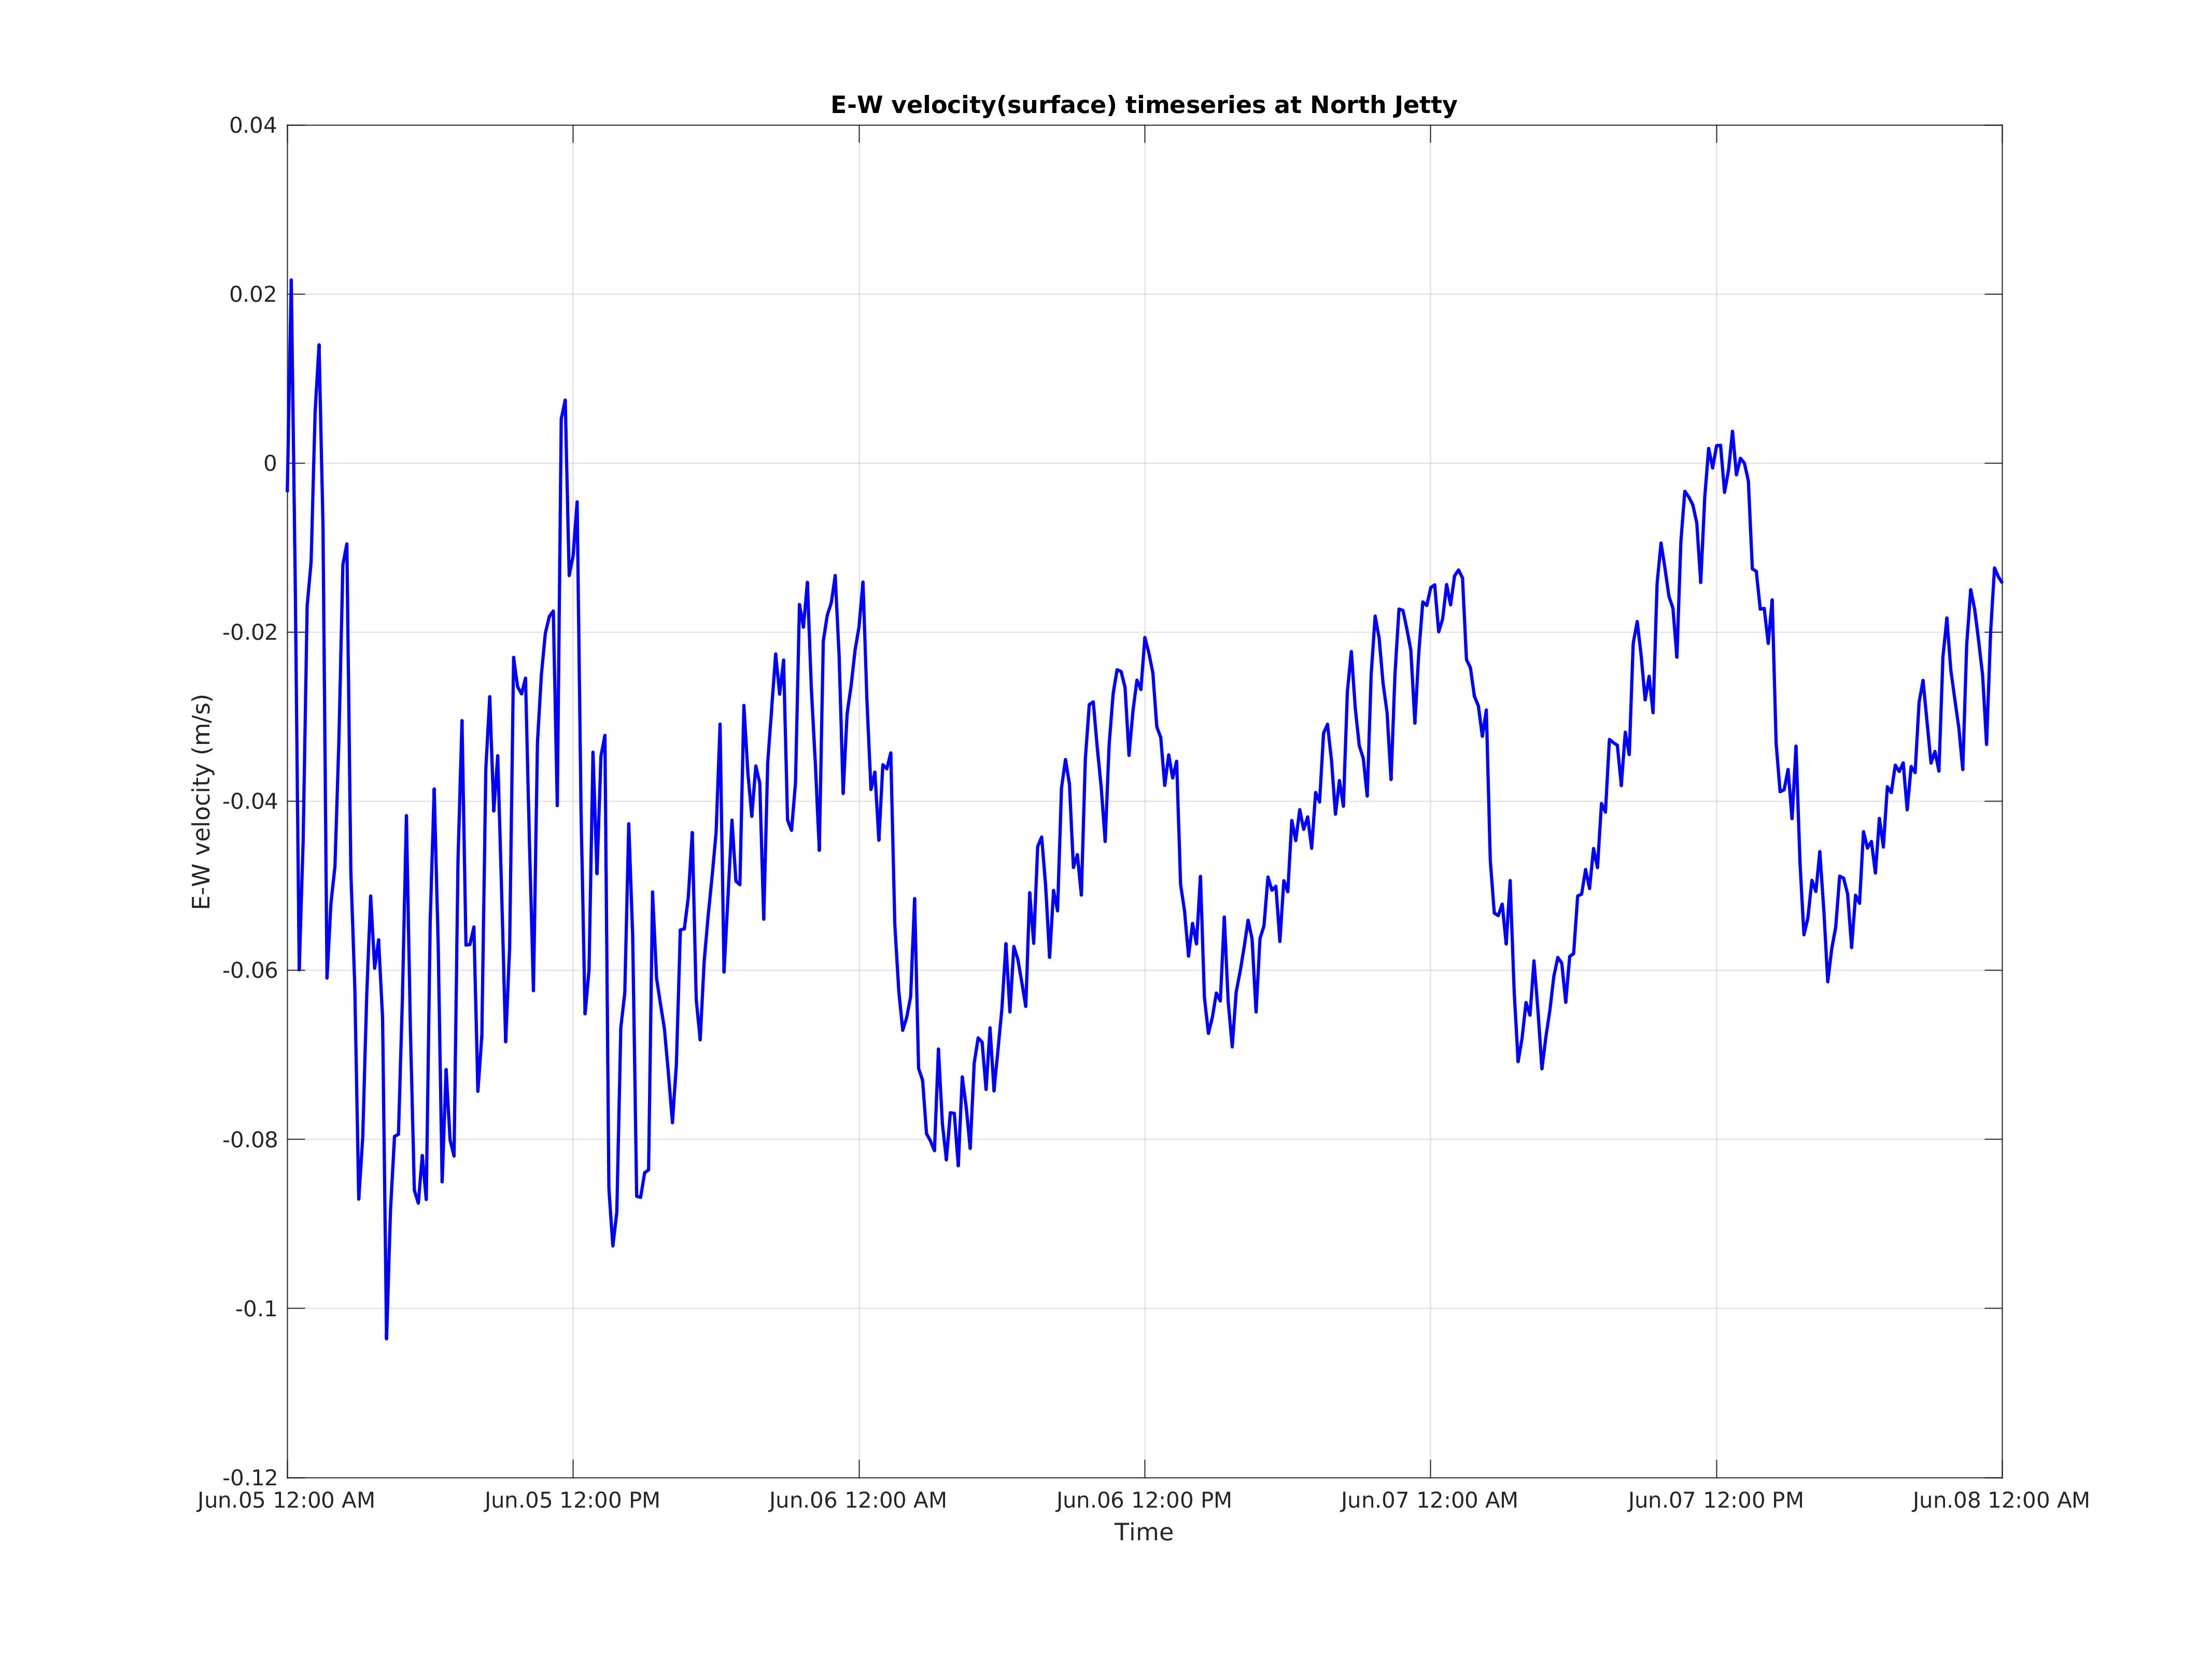 E-W velocity(surface) timeseries at North Jetty
0.04
0.02
0
-0.02
-0.04
-0.06
-0.08
-0.1
-0.12
E-W velocity (m/s)
Jun.05 12:00 AM Jun.05 12:00 PM Jun.06 12:00 AM Jun.06 12:00 PM Jun.07 12:00 AM Jun.07 12:00 PM Jun.08 12:00 AM
Time